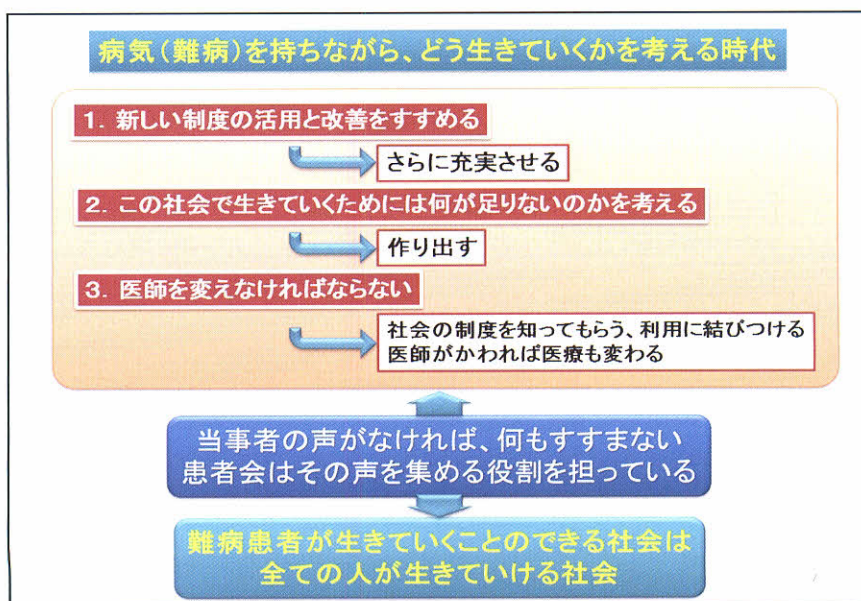 病気（難病）を持ちながら、どう生きていくかを考える時代
1. 新しい制度の活用と改善をすすめる
さらに充実させる
2. この社会で生きていくためには何が足りないのかを考える
作り出す
3. 医師を変えなければならない
社会の制度を知ってもらう、利用に結びつける
医師がかわれば医療も変わる
当事者の声がなければ、何もすすまない
患者会はその声を集める役割を担っている
難病患者が生きていくことのできる社会は
全ての人が生きていける社会